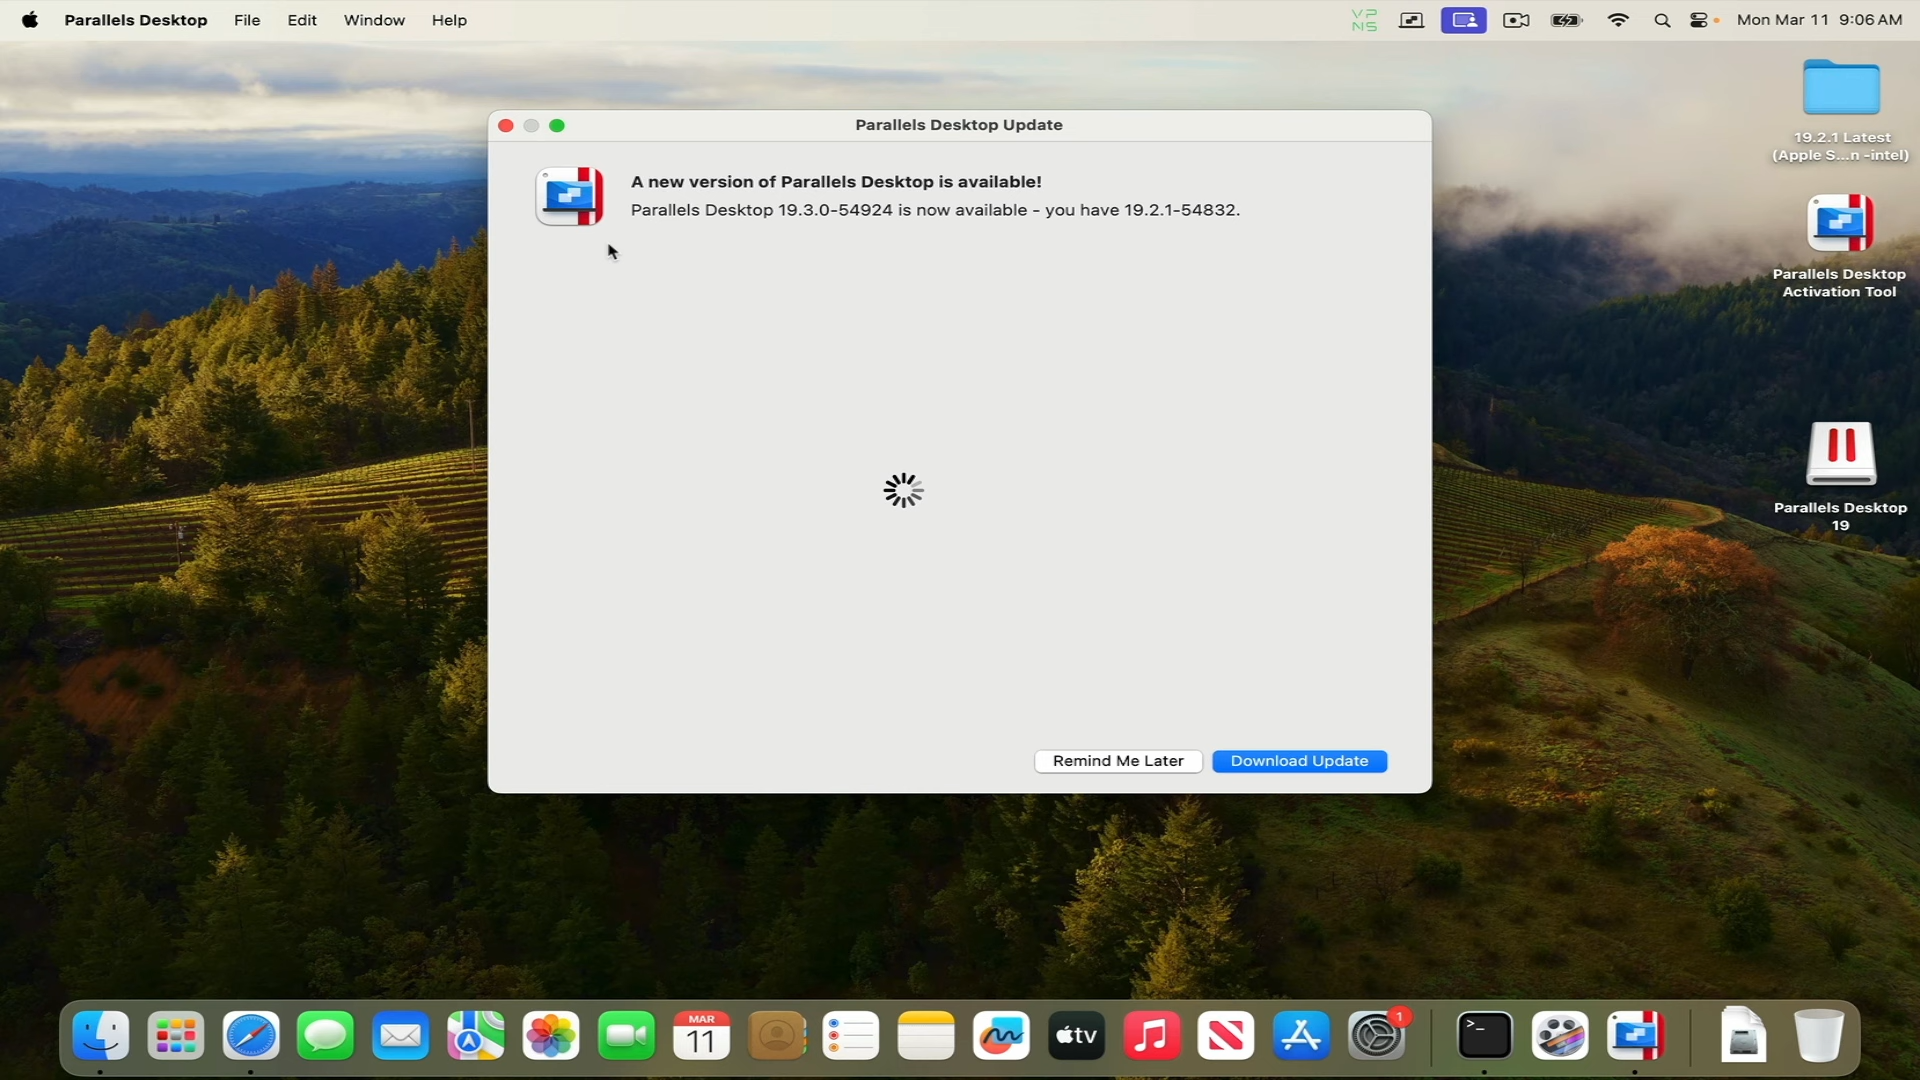 Parallels Desktop File Edit Window Help
VPNS
Mon Mar 11 9:06 AM
Parallels Desktop Update
A new version of Parallels Desktop is available!
Parallels Desktop 19.3.0-54924 is now available - you have 19.2.1-54832.
Remind Me Later
Download Update
19.2.1 Latest
(Apple S...n -intel)
Parallels Desktop
Activation Tool
Parallels Desktop
19
MAR
11
tv
1
>_